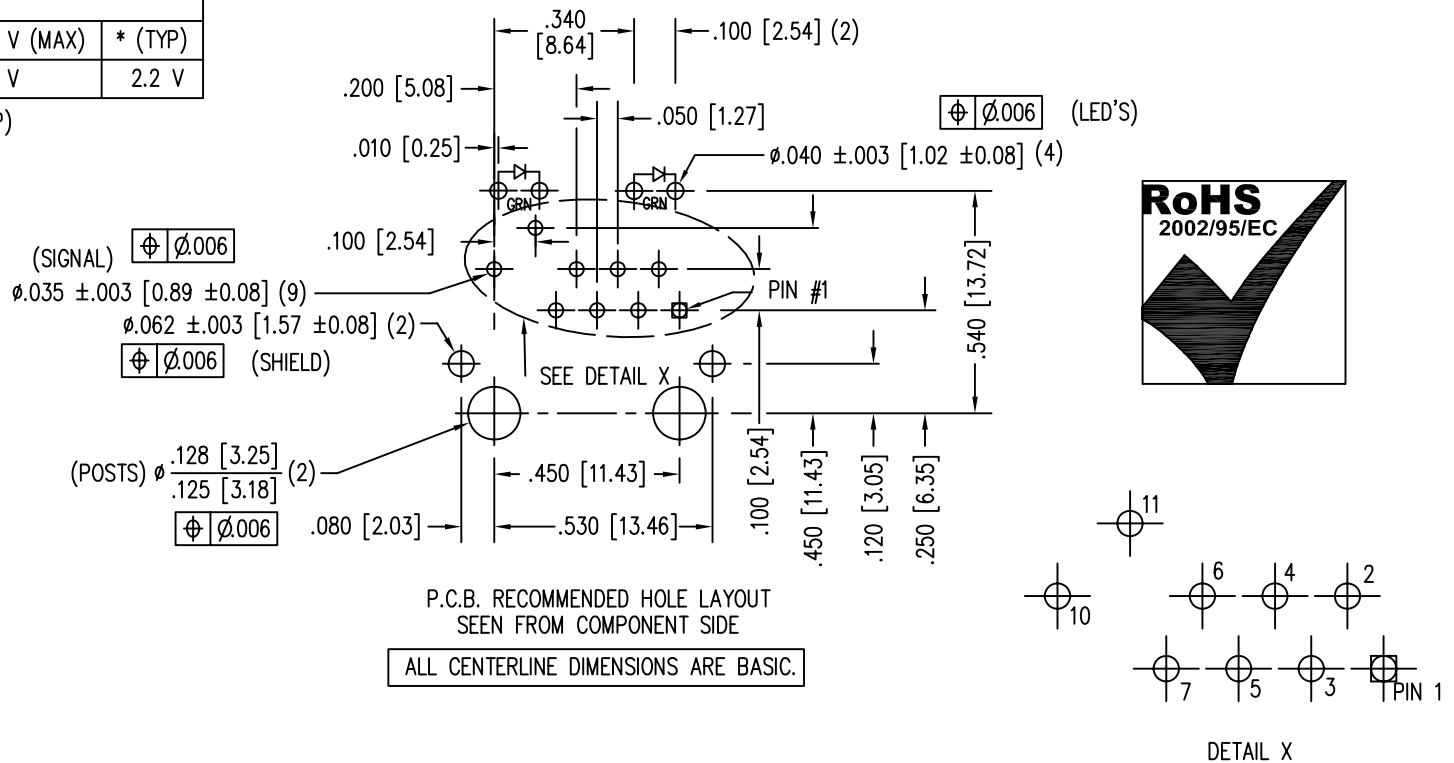 V (MAX) * (TYP)
V 2.2 V
P)
.340
[8.64]
.100 [2.54] (2)
.200 [5.08]
.050 [1.27]
⌖ Ø.006 (LED'S)
.010 [0.25]
ø.040 ±.003 [1.02 ±0.08] (4)
GRN GRN
.100 [2.54]
(SIGNAL) ⌖ Ø.006
ø.035 ±.003 [0.89 ±0.08] (9)
PIN #1
ø.062 ±.003 [1.57 ±0.08] (2)
⌖ Ø.006 (SHIELD)
SEE DETAIL X
.540 [13.72]
(POSTS) ø .128 [3.25]
.125 [3.18] (2)
⌖ Ø.006
.450 [11.43]
.080 [2.03]
.530 [13.46]
.100 [2.54]
.450 [11.43]
.120 [3.05]
.250 [6.35]
P.C.B. RECOMMENDED HOLE LAYOUT
SEEN FROM COMPONENT SIDE
ALL CENTERLINE DIMENSIONS ARE BASIC.
RoHS
2002/95/EC
11
6 4 2
10
7 5 3 PIN 1
DETAIL X